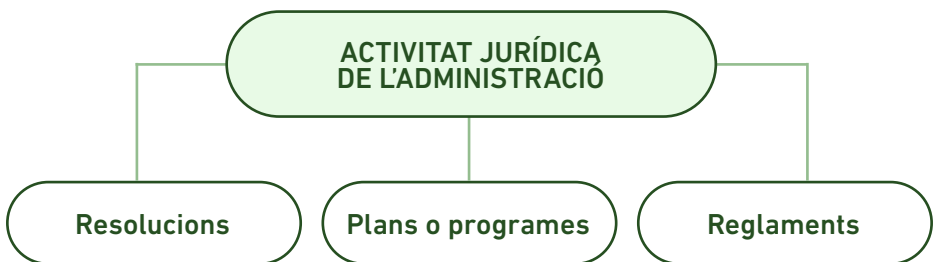 ACTIVITAT JURÍDICA
DE L'ADMINISTRACIÓ
Resolucions
Plans o programes
Reglaments